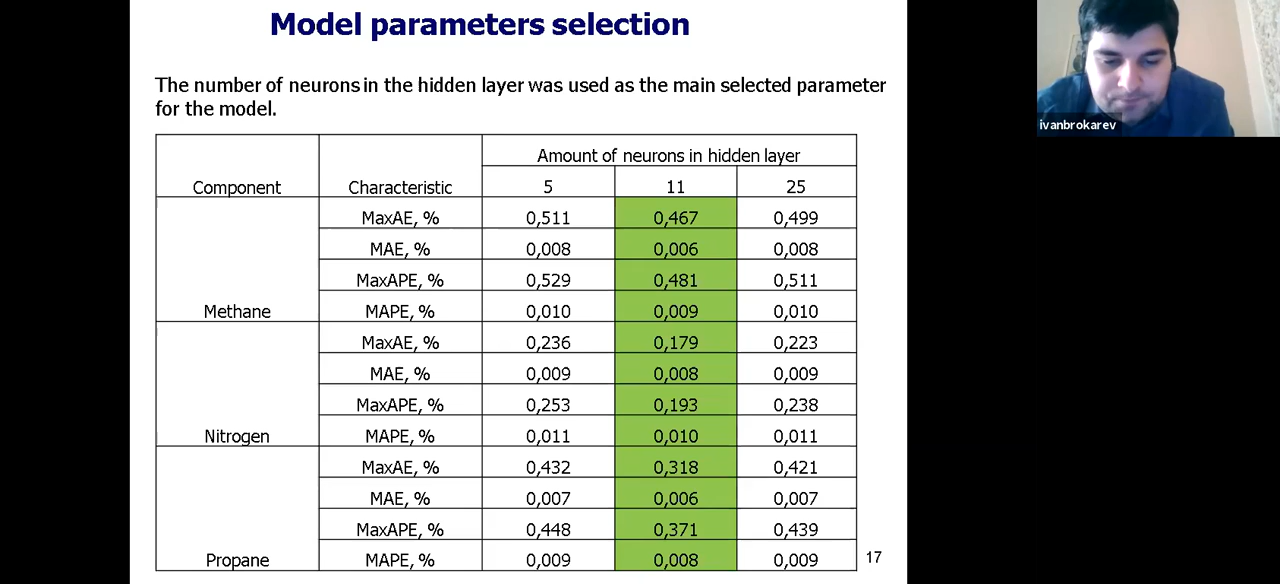 Model parameters selection
ivanbrokarev
The number of neurons in the hidden layer was used as the main selected parameter
for the model.
Amount of neurons in hidden layer
Component Characteristic 5 11 25
MaxAE, % 0,511 0,467 0,499
MAE, % 0,008 0,006 0,008
MaxAPE, % 0,529 0,481 0,511
Methane MAPE, % 0,010 0,009 0,010
MaxAE, % 0,236 0,179 0,223
MAE, % 0,009 0,008 0,009
MaxAPE, % 0,253 0,193 0,238
Nitrogen MAPE, % 0,011 0,010 0,011
MaxAE, % 0,432 0,318 0,421
MAE, % 0,007 0,006 0,007
MaxAPE, % 0,448 0,371 0,439
Propane MAPE, % 0,009 0,008 0,009
17